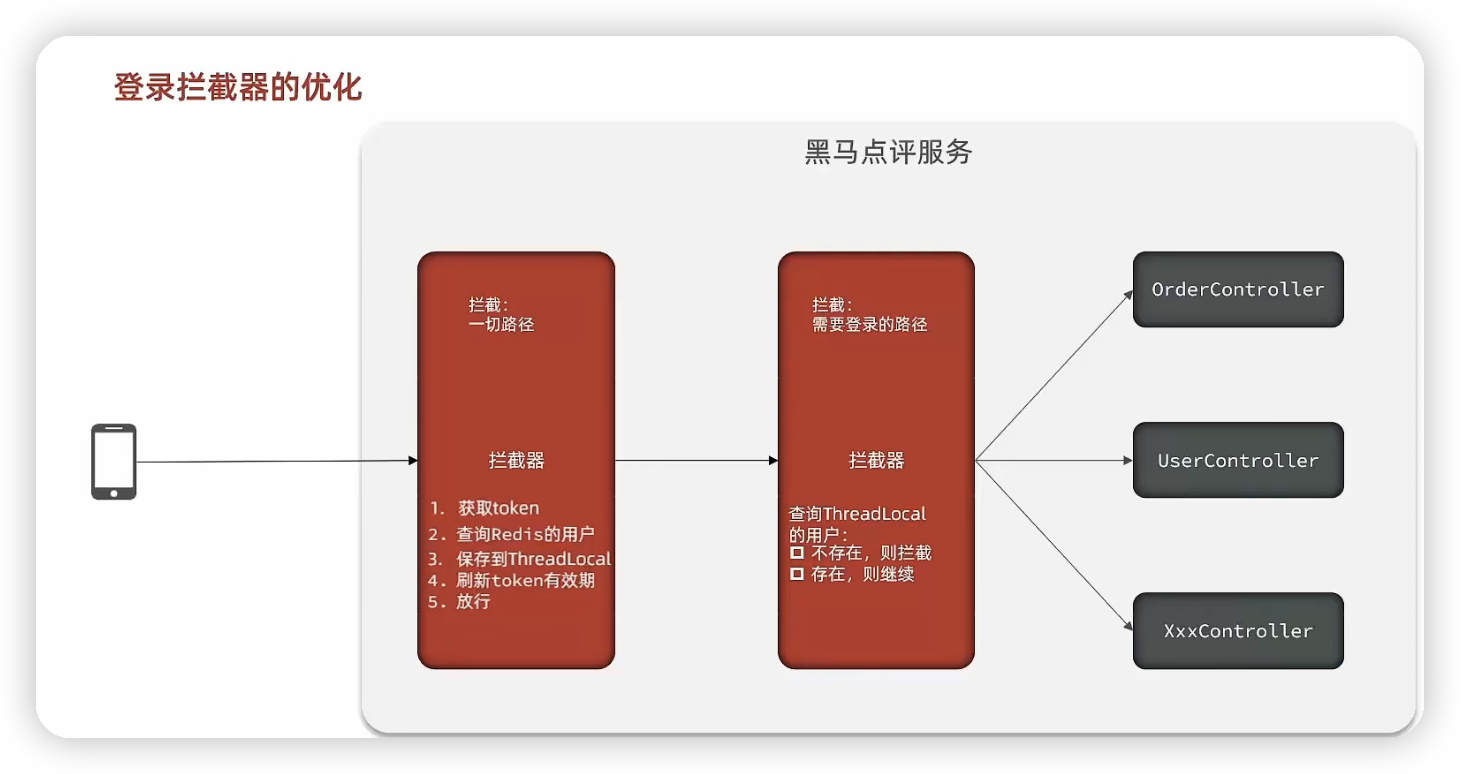 登录拦截器的优化
黑马点评服务
拦截：
一切路径
拦截器
1. 获取token
2. 查询Redis的用户
3. 保存到ThreadLocal
4. 刷新token有效期
5. 放行
拦截：
需要登录的路径
拦截器
查询ThreadLocal
的用户：
不存在，则拦截
存在，则继续
OrderController
UserController
XxxController